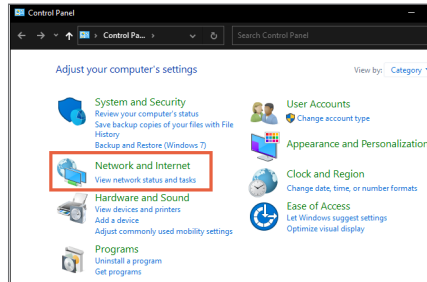 Control Panel
Control Pa...
Search Control Panel
Adjust your computer's settings
View by: Category
System and Security
Review your computer's status
Save backup copies of your files with File
History
Backup and Restore (Windows 7)
Network and Internet
View network status and tasks
Hardware and Sound
View devices and printers
Add a device
Adjust commonly used mobility settings
Programs
Uninstall a program
Get programs
User Accounts
Change account type
Appearance and Personalization
Clock and Region
Change date, time, or number formats
Ease of Access
Let Windows suggest settings
Optimize visual display